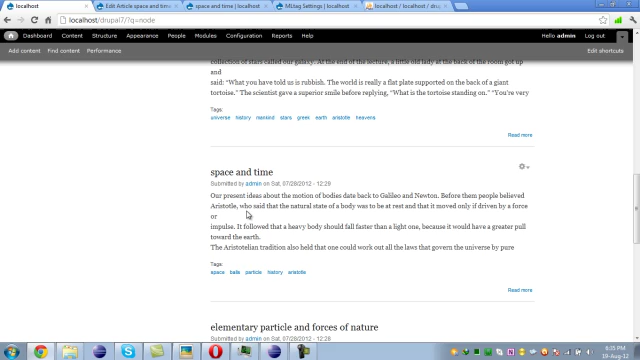 localhost
Edit Article space and time
space and time | localhost
MLtag Settings | localhost
localhost / localhost / drup
localhost/drupal7/?q=node
Dashboard Content Structure Appearance People Modules Configuration Reports Help
Hello admin Log out
Add content Find content Performance
Edit shortcuts
collection of stars called our galaxy. At the end of the lecture, a little old lady at the back of the room got up
and
said: “What you have told us is rubbish. The world is really a flat plate supported on the back of a giant
tortoise.” The scientist gave a superior smile before replying, “What is the tortoise standing on.” “You're very
Tags:
universe history mankind stars greek earth aristotle heavens
Read more
space and time
Submitted by admin on Sat, 07/28/2012 - 12:29
Our present ideas about the motion of bodies date back to Galileo and Newton. Before them people believed
Aristotle, who said that the natural state of a body was to be at rest and that it moved only if driven by a force
or
impulse. It followed that a heavy body should fall faster than a light one, because it would have a greater pull
toward the earth.
The Aristotelian tradition also held that one could work out all the laws that govern the universe by pure
Tags:
space balls particle history aristotle
Read more
elementary particle and forces of nature
Submitted by admin on Sat, 07/28/2012 - 12:28
6:35 PM
19-Aug-12